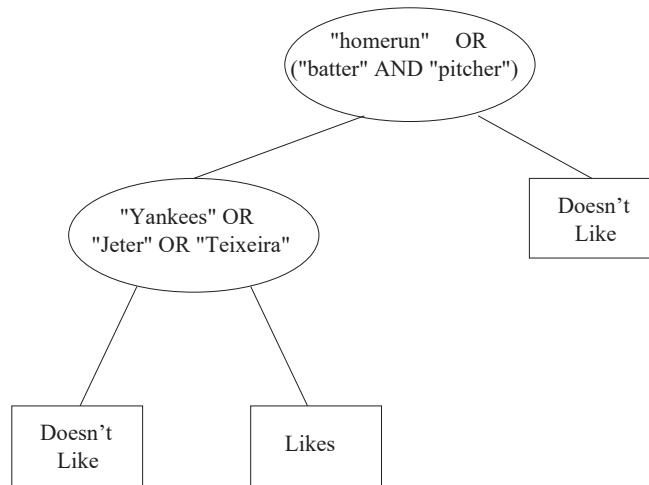 "homerun" OR
("batter" AND "pitcher")
"Yankees" OR
"Jeter" OR "Teixeira"
Doesn’t
Like
Doesn’t
Like
Likes